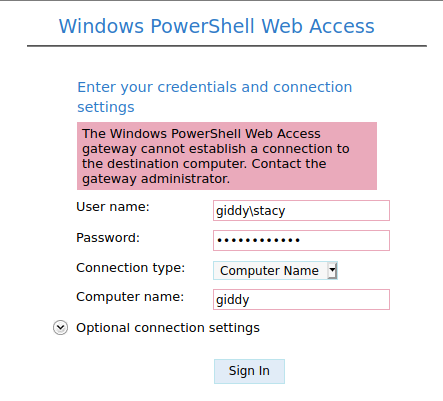 Windows PowerShell Web Access
Enter your credentials and connection
settings
The Windows PowerShell Web Access
gateway cannot establish a connection to
the destination computer. Contact the
gateway administrator.
User name: giddy\stacy
Password: ••••••••••••
Connection type: Computer Name
Computer name: giddy
Optional connection settings
Sign In